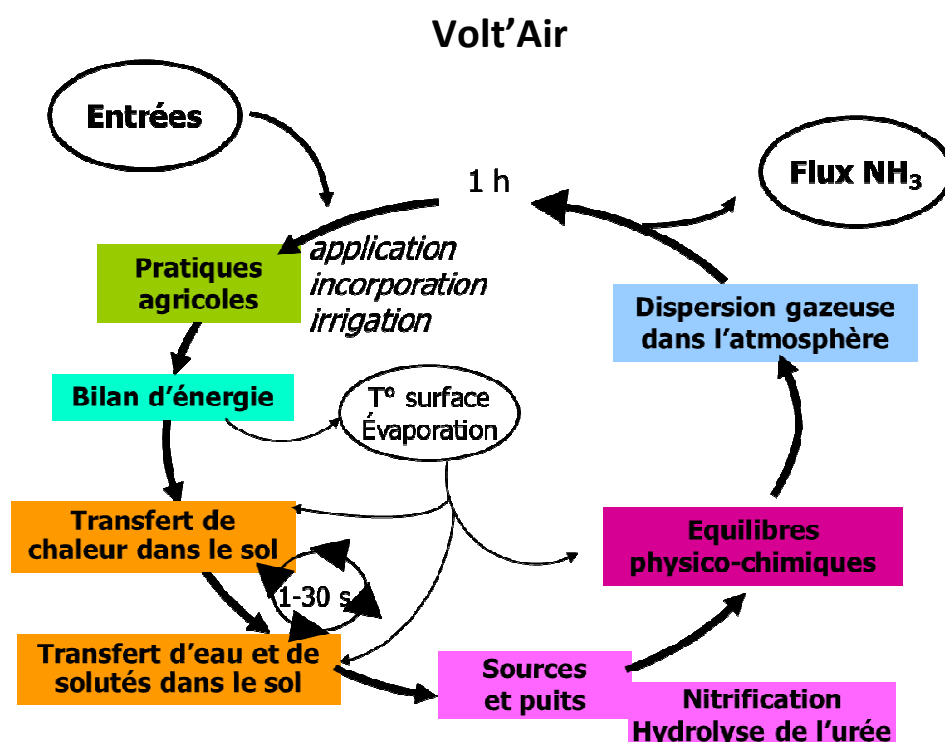 Volt’Air
Entrées
1 h
Flux NH₃
application
incorporation
irrigation
Pratiques
agricoles
Dispersion gazeuse
dans l’atmosphère
Bilan d’énergie
T° surface
Évaporation
Transfert de
chaleur dans le sol
Equilibres
physico-chimiques
1-30 s
Transfert d’eau et de
solutés dans le sol
Sources
et puits
Nitrification
Hydrolyse de l’urée